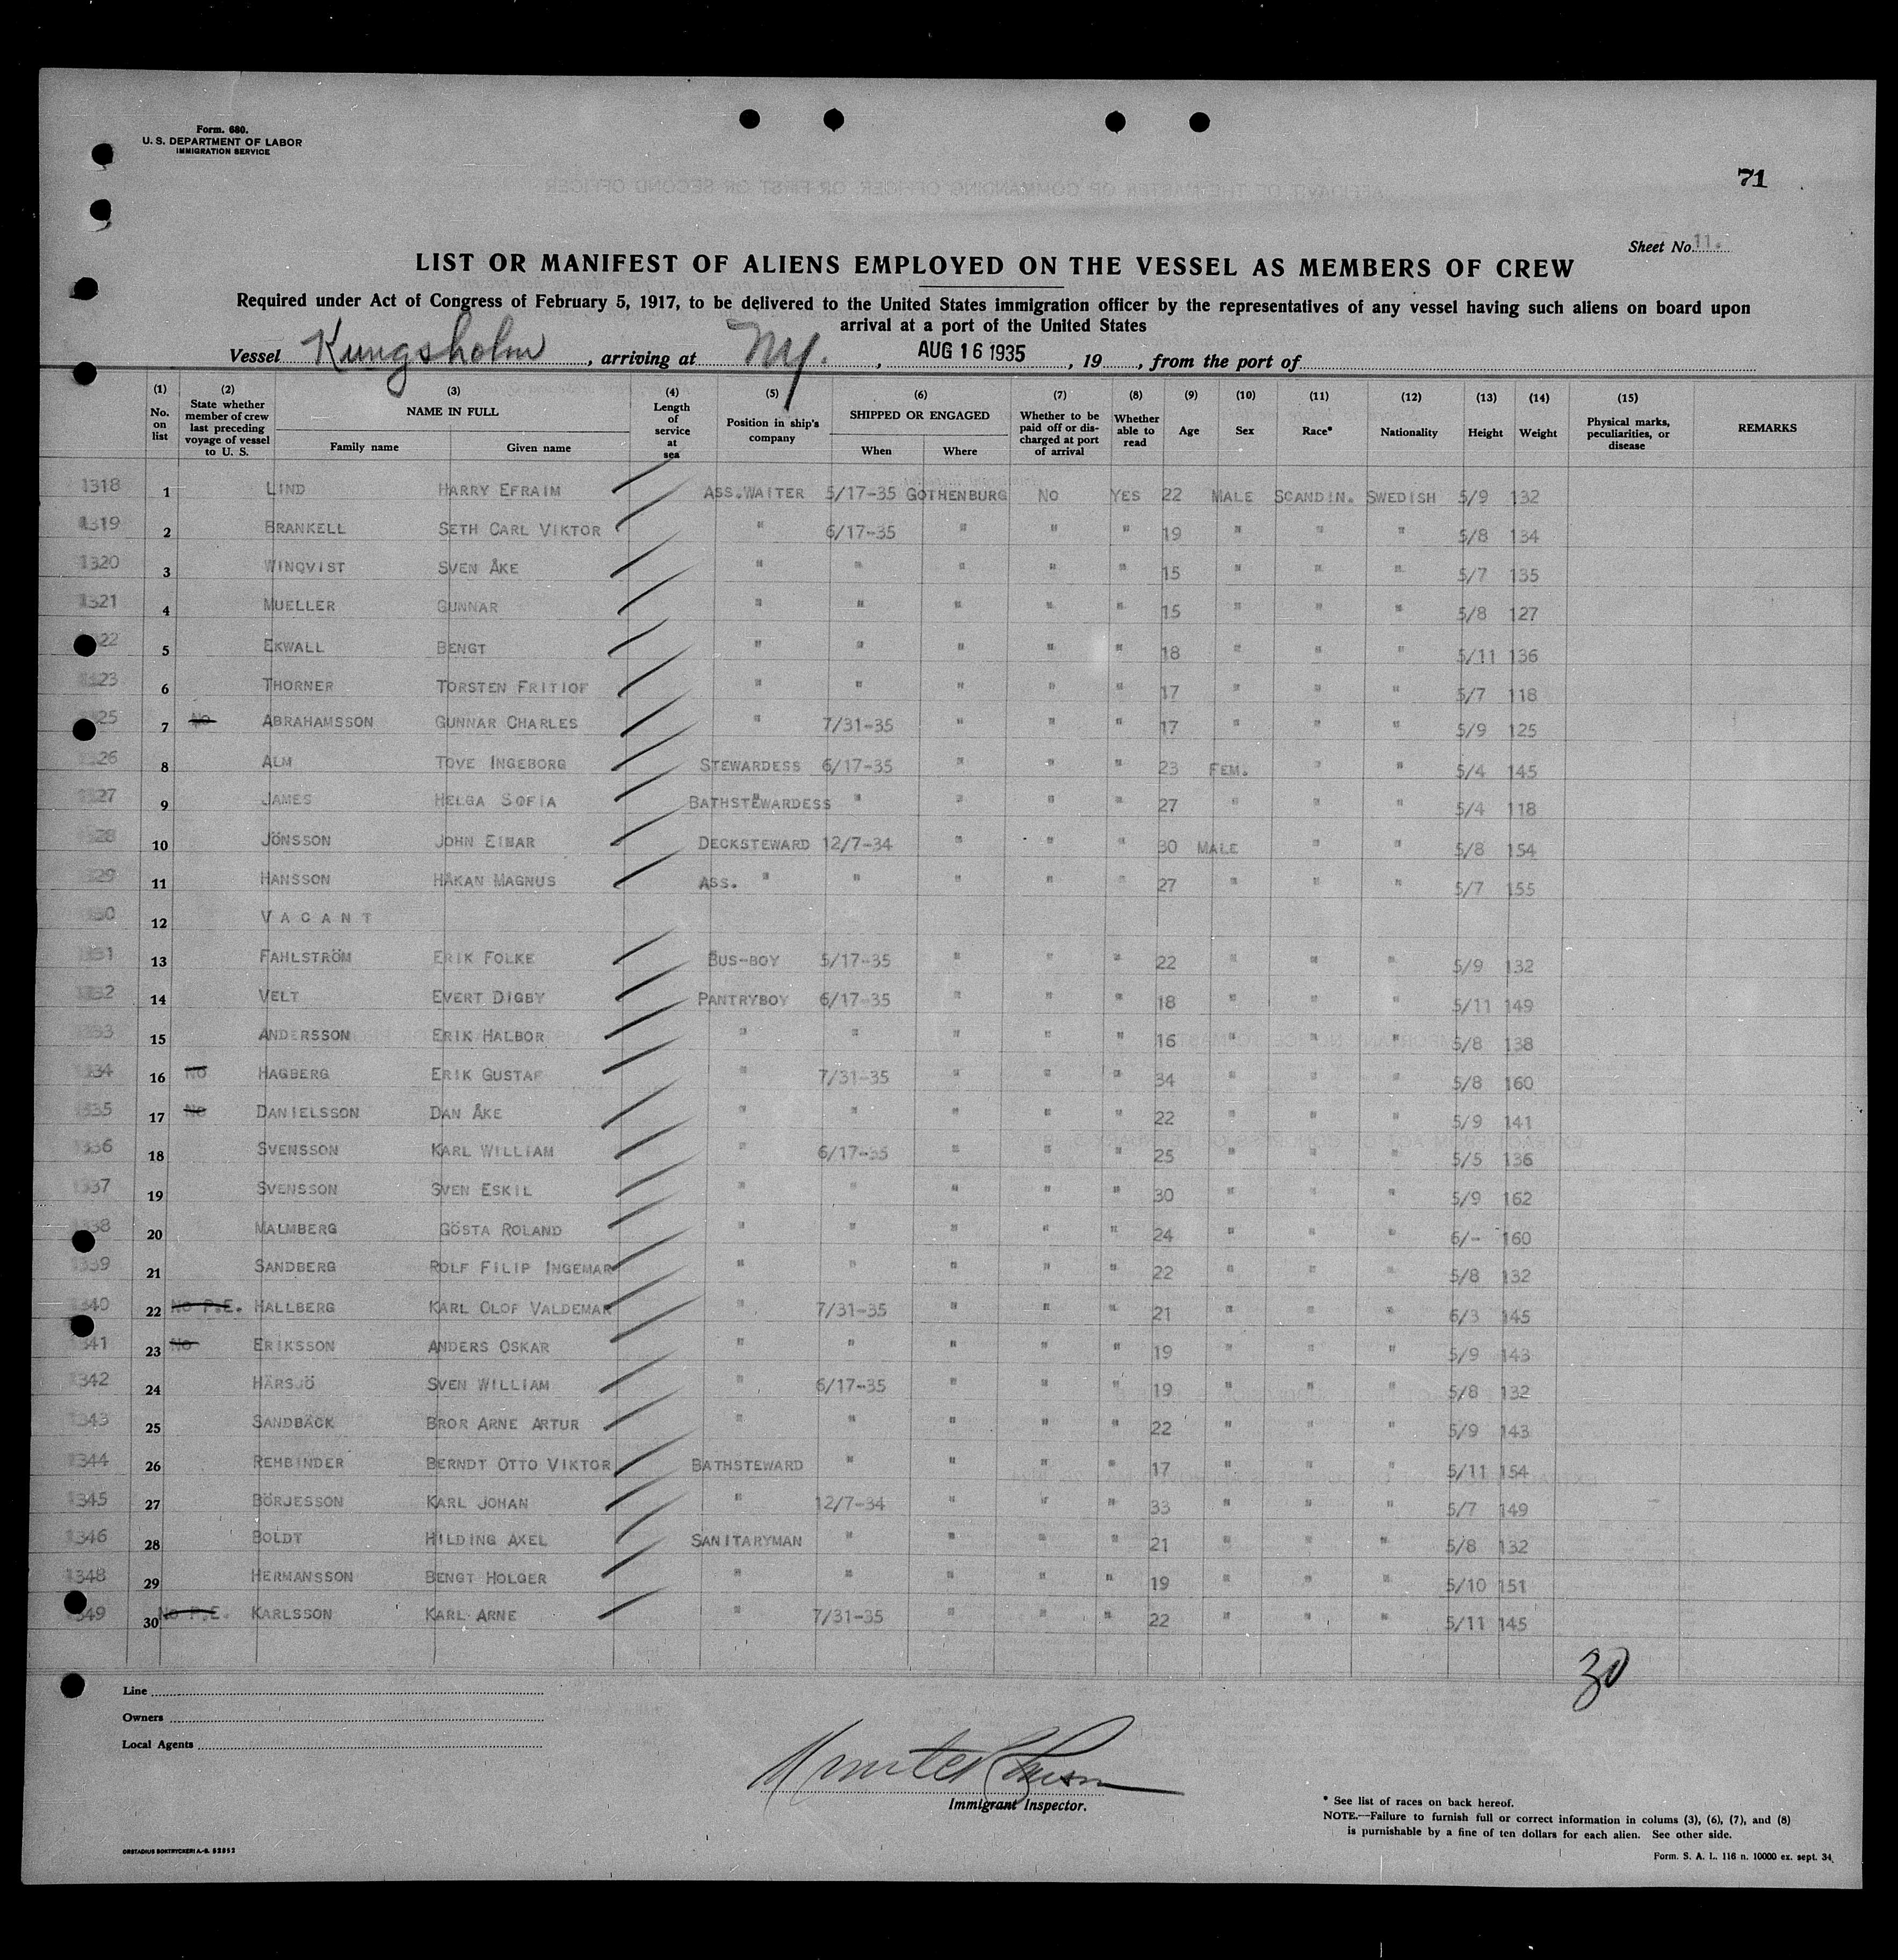 Form. 680.
U. S. DEPARTMENT OF LABOR
IMMIGRATION SERVICE
71
Sheet No. 11.
LIST OR MANIFEST OF ALIENS EMPLOYED ON THE VESSEL AS MEMBERS OF CREW
Required under Act of Congress of February 5, 1917, to be delivered to the United States immigration officer by the representatives of any vessel having such aliens on board upon
arrival at a port of the United States
Vessel Kungsholm, arriving at NY., AUG 16 1935, 19, from the port of
(1) No. on list (2) State whether member of crew last preceding voyage of vessel to U. S. (3) NAME IN FULL Family name Given name (4) Length of service at sea (5) Position in ship's company (6) SHIPPED OR ENGAGED When Where (7) Whether to be paid off or discharged at port of arrival (8) Whether able to read (9) Age (10) Sex (11) Race* (12) Nationality (13) Height (14) Weight (15) Physical marks, peculiarities, or disease REMARKS
1318 1 LIND HARRY EFRAIM ASS.WAITER 5/17-35 GOTHENBURG NO YES 22 MALE SCANDIN. SWEDISH 5/9 132
1319 2 BRANKELL SETH CARL VIKTOR " 6/17-35 " " " 19 " " " 5/8 134
1320 3 WINQVIST SVEN ÅKE " " " " " 15 " " " 5/7 135
1321 4 MUELLER GUNNAR " " " " " 15 " " " 5/8 127
22 5 EKWALL BENGT " " " " " 18 " " " 5/11 136
23 6 THORNER TORSTEN FRITIOF " " " " " 17 " " " 5/7 118
25 7 No ABRAHAMSSON GUNNAR CHARLES " 7/31-35 " " " 17 " " " 5/9 125
26 8 ALM TOVE INGEBORG STEWARDESS 6/17-35 " " " 23 FEM. " " 5/4 145
27 9 JAMES HELGA SOFIA BATHSTEWARDESS " " " " 27 " " " 5/4 118
28 10 JÖNSSON JOHN EINAR DECKSTEWARD 12/7-34 " " " 30 MALE " " 5/8 154
29 11 HANSSON HÅKAN MAGNUS ASS. " " " " " 27 " " " 5/7 155
30 12 VACANT
31 13 FAHLSTRÖM ERIK FOLKE BUS-BOY 5/17-35 " " " 22 " " " 5/9 132
32 14 VELT EVERT DIGBY PANTRYBOY 6/17-35 " " " 18 " " " 5/11 149
1333 15 ANDERSSON ERIK HALBOR " " " " " 16 " " " 5/8 138
1334 16 No HAGBERG ERIK GUSTAF " 7/31-35 " " " 34 " " " 5/8 160
1335 17 No DANIELSSON DAN ÅKE " " " " " 22 " " " 5/9 141
1336 18 SVENSSON KARL WILLIAM " 6/17-35 " " " 25 " " " 5/5 136
1337 19 SVENSSON SVEN ESKIL " " " " " 30 " " " 5/9 162
1338 20 MALMBERG GÖSTA ROLAND " " " " " 24 " " " 6/- 160
1339 21 SANDBERG ROLF FILIP INGEMAR " " " " " 22 " " " 5/8 132
1340 22 No P.E. HALLBERG KARL OLOF VALDEMAR " 7/31-35 " " " 21 " " " 6/3 145
1341 23 No ERIKSSON ANDERS OSKAR " " " " " 19 " " " 5/9 143
1342 24 HÄRSJÖ SVEN WILLIAM " 6/17-35 " " " 19 " " " 5/8 132
1343 25 SANDBÄCK BROR ARNE ARTUR " " " " " 22 " " " 5/9 143
1344 26 REHBINDER BERNDT OTTO VIKTOR BATHSTEWARD " " " " 17 " " " 5/11 154
1345 27 BÖRJESSON KARL JOHAN " 12/7-34 " " " 33 " " " 5/7 149
1346 28 BOLDT HILDING AXEL SANITARYMAN " " " " 21 " " " 5/8 132
1348 29 HERMANSSON BENGT HOLGER " " " " " 19 " " " 5/10 151
1349 30 No P.E. KARLSSON KARL ARNE " 7/31-35 " " " 22 " " " 5/11 145
30
Line
Owners
Local Agents
Immigrant Inspector.
* See list of races on back hereof.
NOTE.—Failure to furnish full or correct information in colums (3), (6), (7), and (8)
is purnishable by a fine of ten dollars for each alien. See other side.
ORSTADIUS BOKTRYCKERI A.-B. 52852
Form. S. A. L. 116 n. 10000 ex. sept. 34.